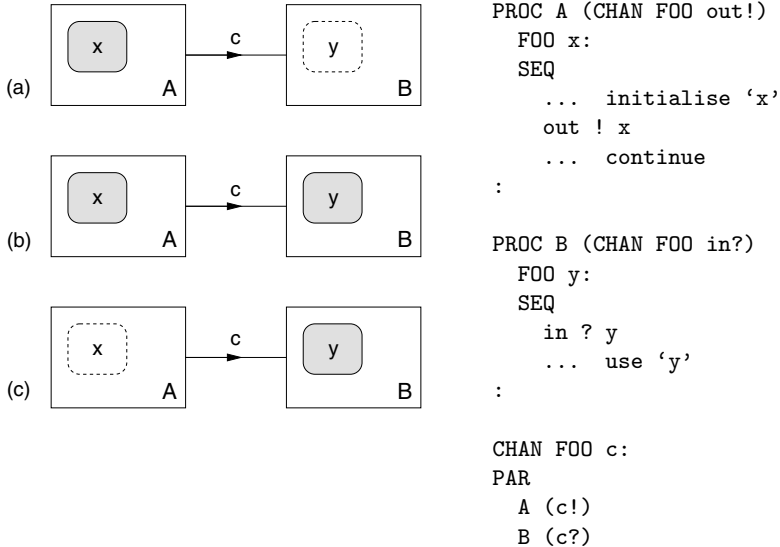 x
c
y
(a)
A
B
x
c
y
(b)
A
B
x
c
y
(c)
A
B
PROC A (CHAN FOO out!)
  FOO x:
  SEQ
    ...  initialise ‘x’
    out ! x
    ...  continue
:
PROC B (CHAN FOO in?)
  FOO y:
  SEQ
    in ? y
    ...  use ‘y’
:
CHAN FOO c:
PAR
  A (c!)
  B (c?)